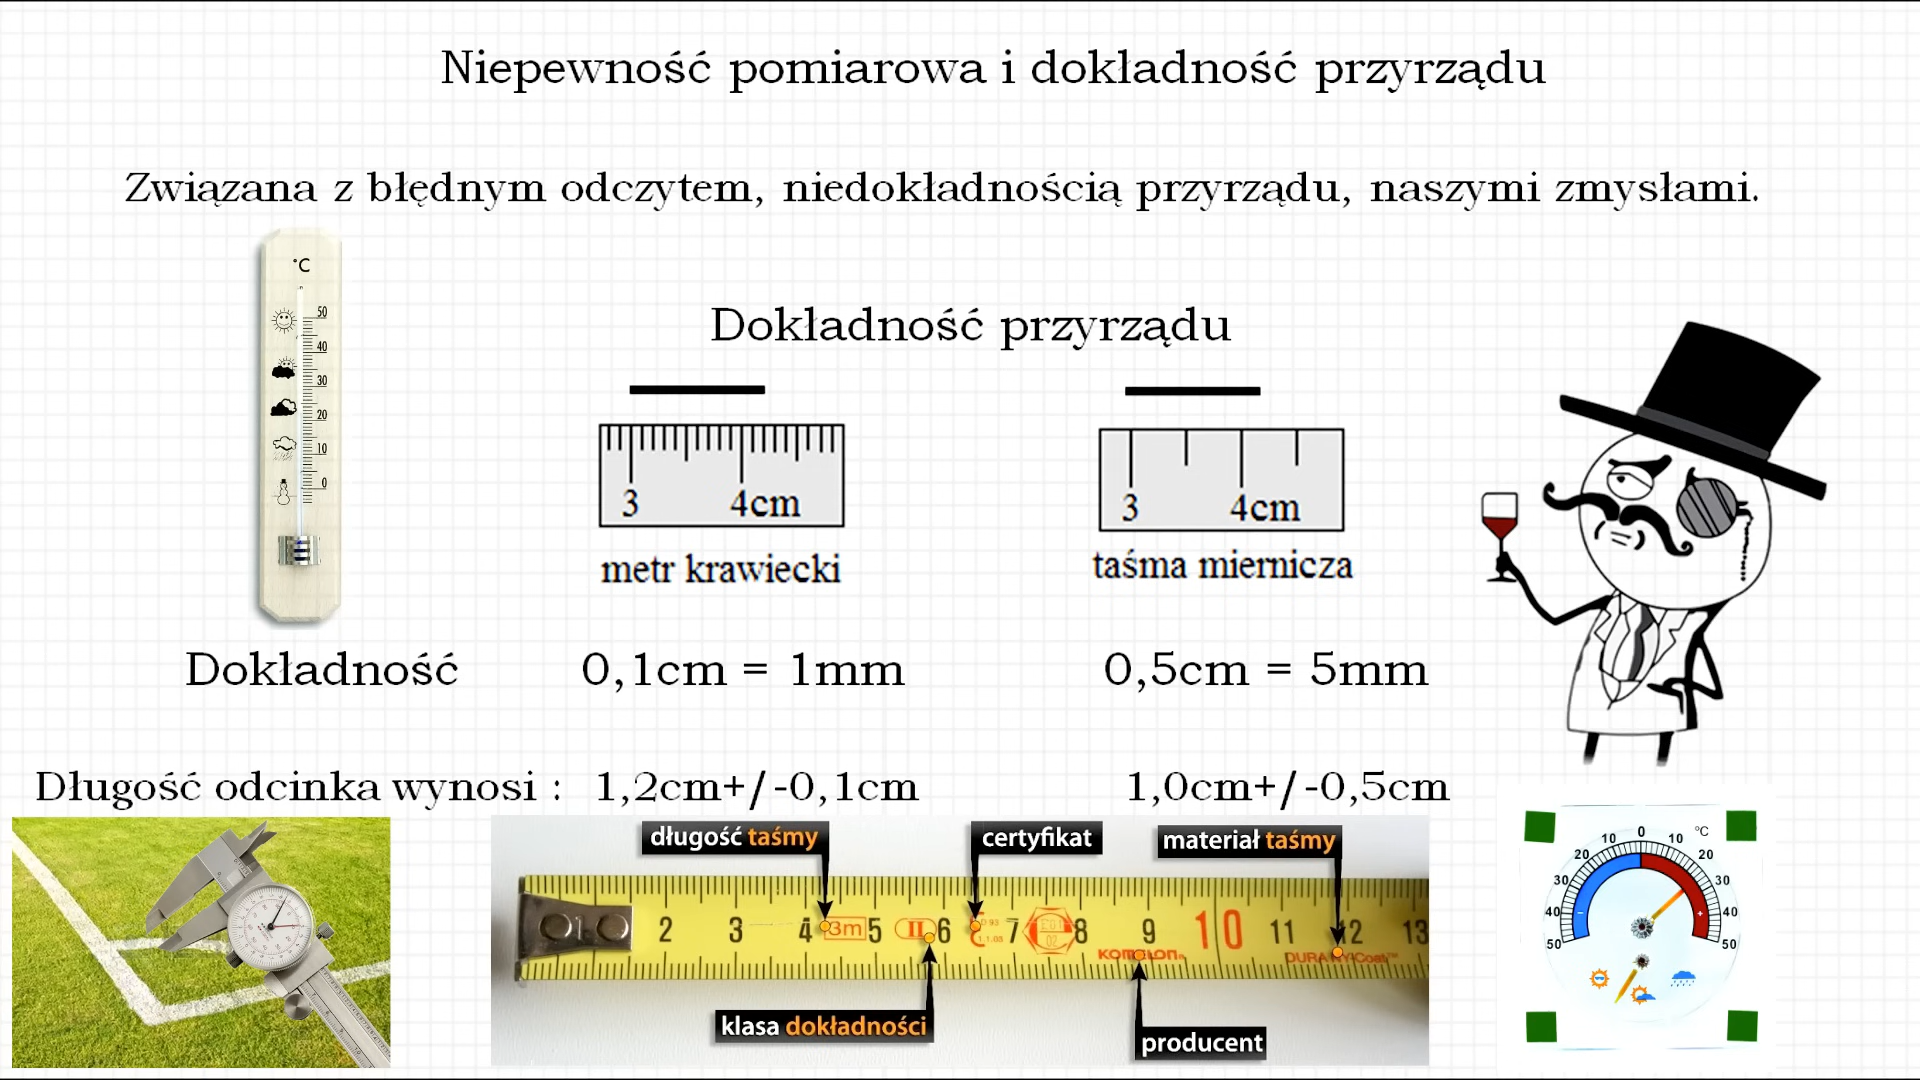 Niepewność pomiarowa i dokładność przyrządu
Związana z błędnym odczytem, niedokładnością przyrządu, naszymi zmysłami.
°C
50
40
30
20
10
0
Dokładność przyrządu
3 4cm
metr krawiecki
3 4cm
taśma miernicza
Dokładność 0,1cm = 1mm 0,5cm = 5mm
Długość odcinka wynosi : 1,2cm+/-0,1cm 1,0cm+/-0,5cm
długość taśmy
certyfikat
materiał taśmy
1 2 3 4 3m 5 II 6 7 8 9 10 11 12 13
klasa dokładności
producent
10 0 10 °C
20 20
30 30
40 40
50 50
- +